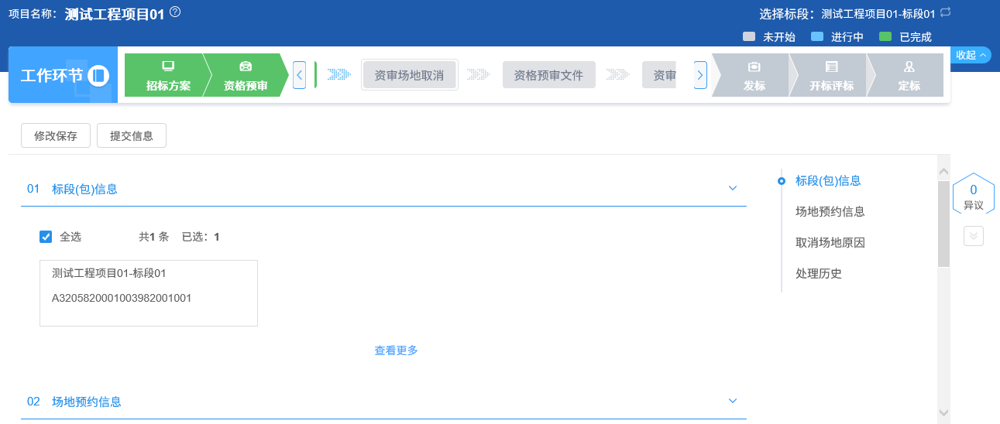 项目名称： 测试工程项目01
选择标段：测试工程项目01-标段01
未开始 进行中 已完成
收起
工作环节
招标方案 资格预审 资审场地取消 资格预审文件 资审 发标 开标评标 定标
修改保存 提交信息
01 标段(包)信息
全选 共1 条 已选：1
测试工程项目01-标段01
A3205820001003982001001
查看更多
02 场地预约信息
标段(包)信息
场地预约信息
取消场地原因
处理历史
0
异议